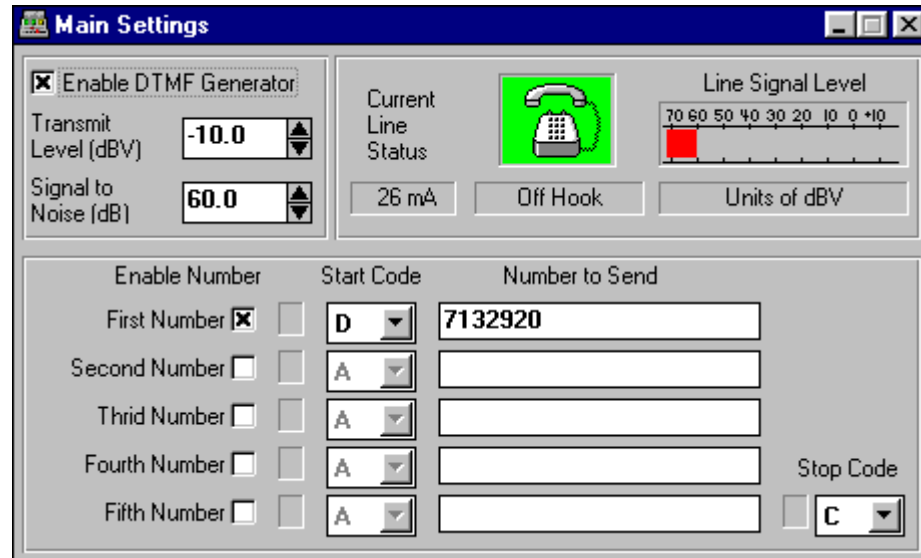 Main Settings
Enable DTMF Generator
Transmit
Level (dBV)
-10.0
Signal to
Noise (dB)
60.0
Current
Line
Status
26 mA
Off Hook
Line Signal Level
70 60 50 40 30 20 10 0 +10
Units of dBV
Enable Number Start Code Number to Send
First Number D 7132920
Second Number A
Thrid Number A
Fourth Number A
Fifth Number A
Stop Code
C